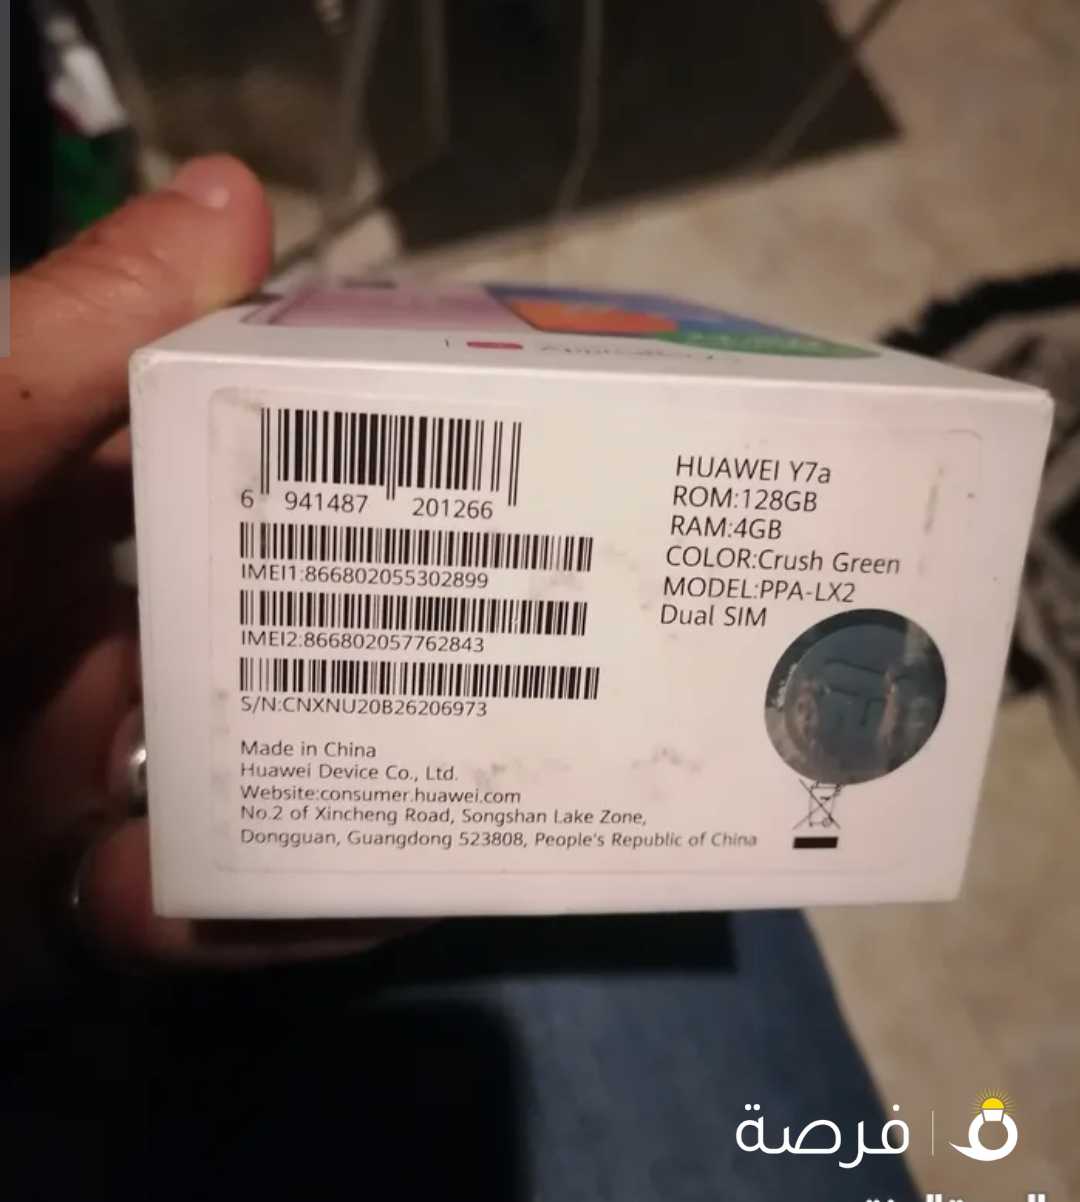 6 941487 201266
IMEI1:866802055302899
IMEI2:866802057762843
S/N:CNXNU20B26206973
Made in China
Huawei Device Co., Ltd.
Website:consumer.huawei.com
No.2 of Xincheng Road, Songshan Lake Zone,
Dongguan, Guangdong 523808, People's Republic of China
HUAWEI Y7a
ROM:128GB
RAM:4GB
COLOR:Crush Green
MODEL:PPA-LX2
Dual SIM
فرصة